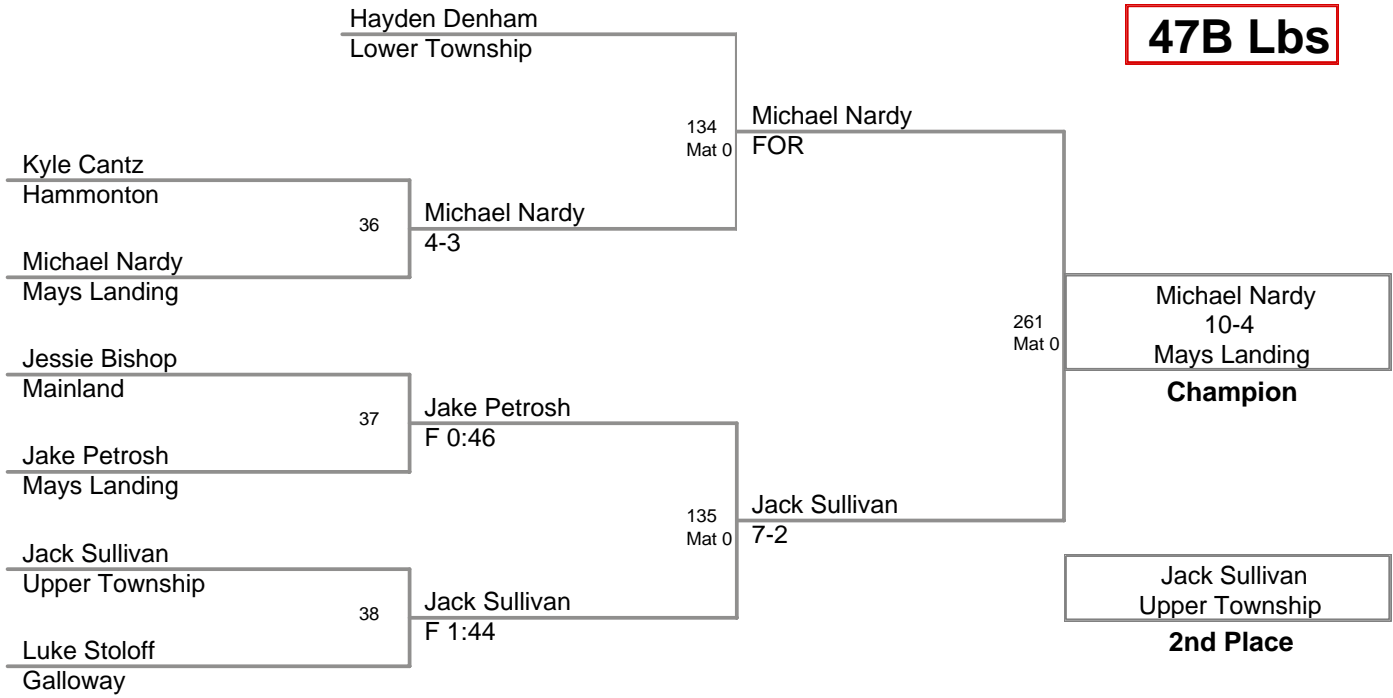 Hayden Denham
Lower Township
47B Lbs
134
Mat 0
Michael Nardy
FOR
Kyle Cantz
Hammonton
36
Michael Nardy
4-3
Michael Nardy
Mays Landing
261
Mat 0
Michael Nardy
10-4
Mays Landing
Champion
Jessie Bishop
Mainland
37
Jake Petrosh
F 0:46
Jake Petrosh
Mays Landing
135
Mat 0
Jack Sullivan
7-2
Jack Sullivan
Upper Township
38
Jack Sullivan
F 1:44
Luke Stoloff
Galloway
Jack Sullivan
Upper Township
2nd Place